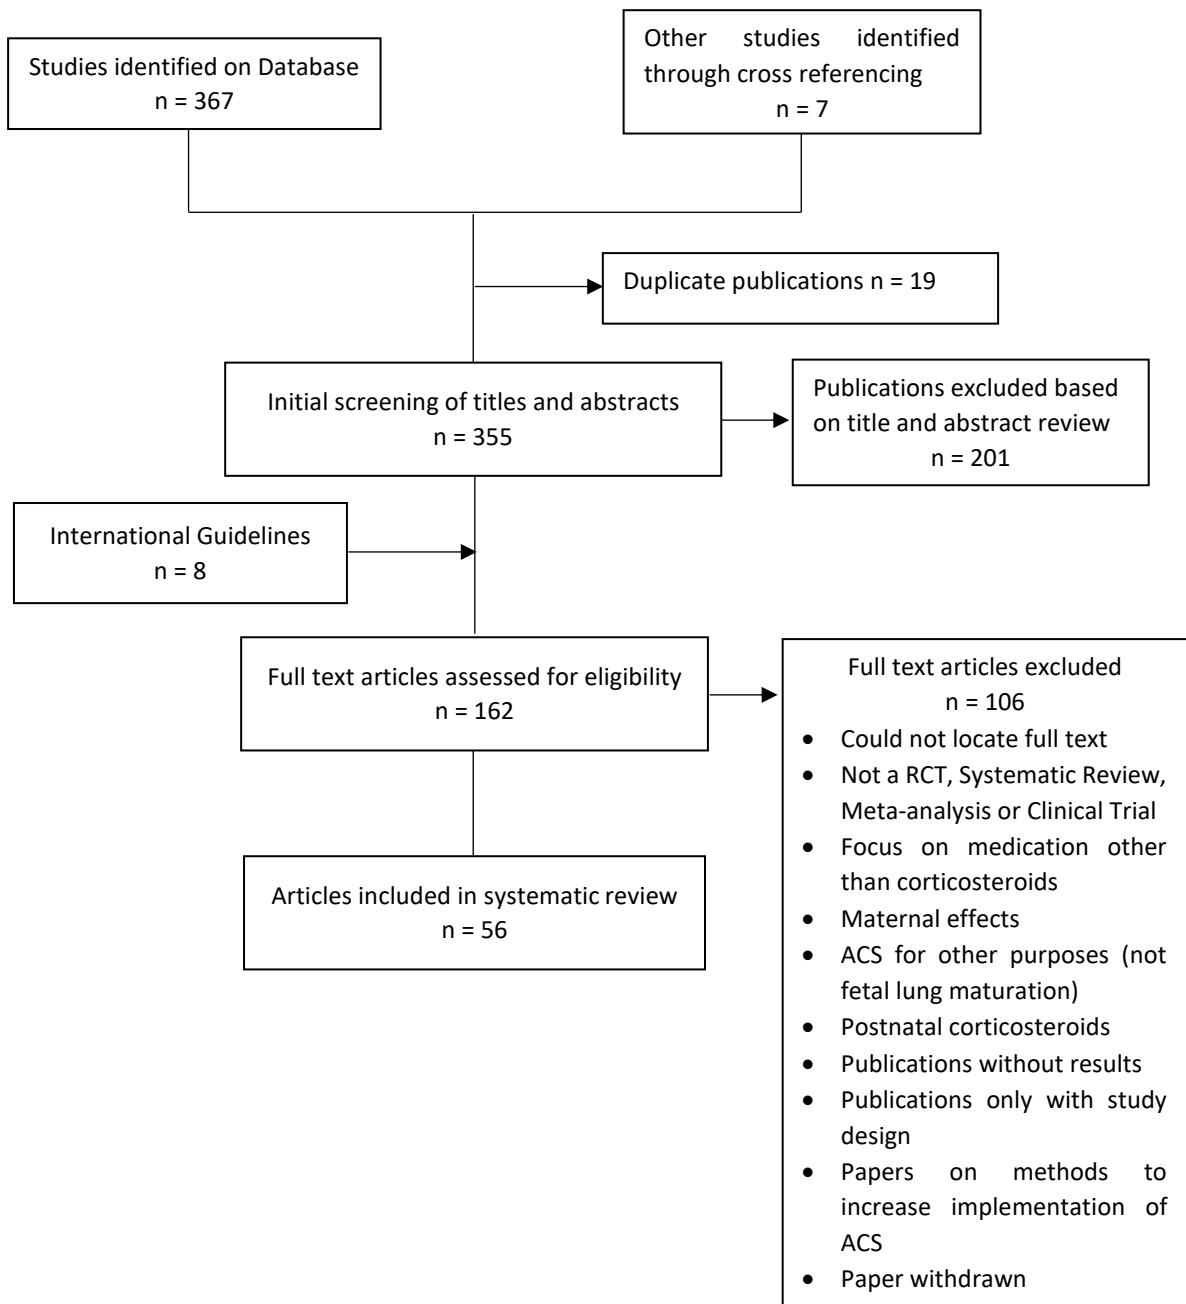 Studies identified on Database
n = 367
Other studies identified
through cross referencing
n = 7
Duplicate publications n = 19
Initial screening of titles and abstracts
n = 355
Publications excluded based
on title and abstract review
n = 201
International Guidelines
n = 8
Full text articles assessed for eligibility
n = 162
Full text articles excluded
n = 106
• Could not locate full text
• Not a RCT, Systematic Review,
Meta-analysis or Clinical Trial
• Focus on medication other
than corticosteroids
• Maternal effects
• ACS for other purposes (not
fetal lung maturation)
• Postnatal corticosteroids
• Publications without results
• Publications only with study
design
• Papers on methods to
increase implementation of
ACS
• Paper withdrawn
Articles included in systematic review
n = 56